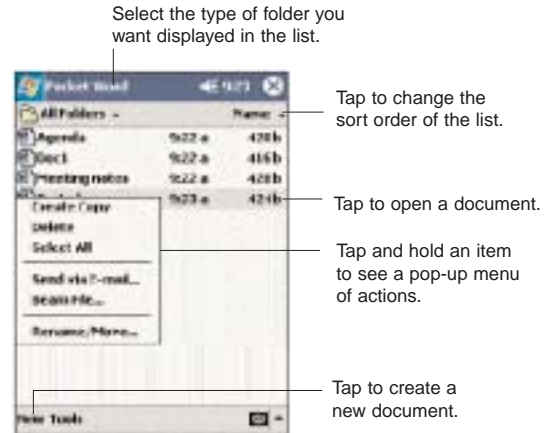 Select the type of folder you
want displayed in the list.
Pocket Word 9:23
All Folders Name
Tap to change the
sort order of the list.
Agenda 9:22 a 420b
Doc1 9:22 a 416b
Meeting notes 9:22 a 428b
9:23 a 424b
Tap to open a document.
Create Copy
Delete
Select All
Tap and hold an item
to see a pop-up menu
of actions.
Send via E-mail...
Beam File...
Rename/Move...
Tap to create a
new document.
New Tools